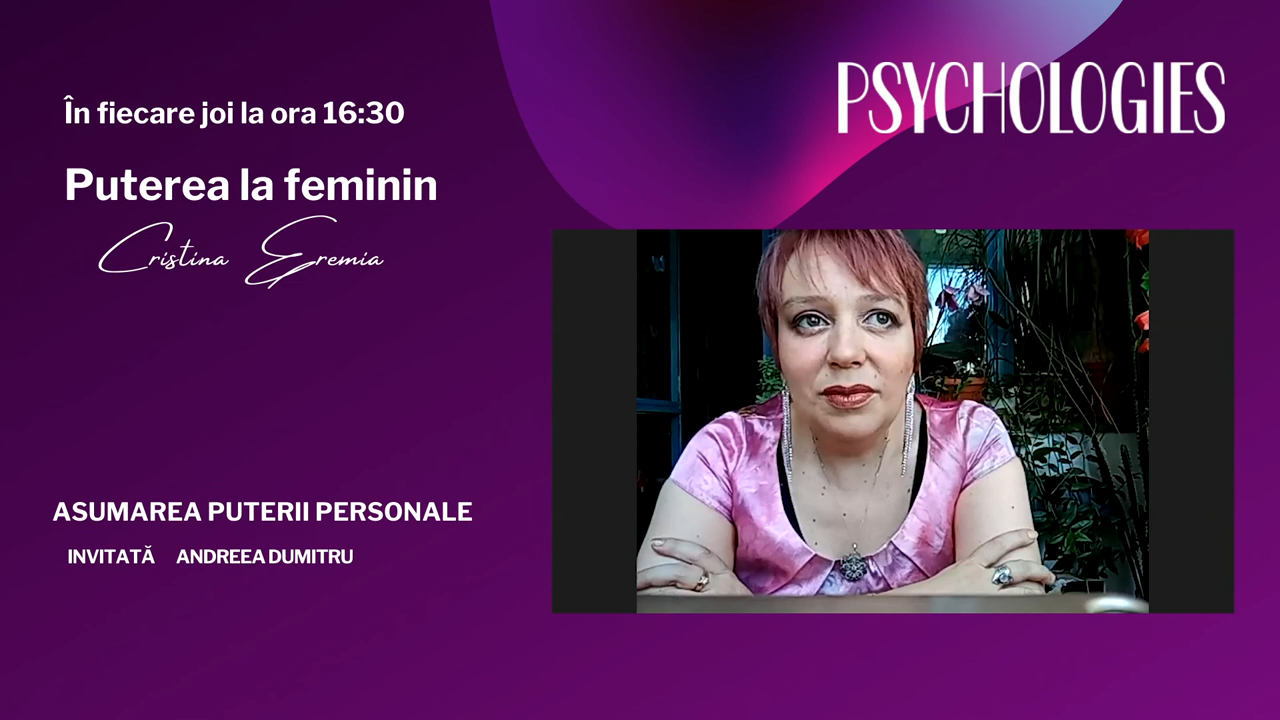 În fiecare joi la ora 16:30
PSYCHOLOGIES
Puterea la feminin
Cristina Eremia
ASUMAREA PUTERII PERSONALE
INVITATĂ ANDREEA DUMITRU